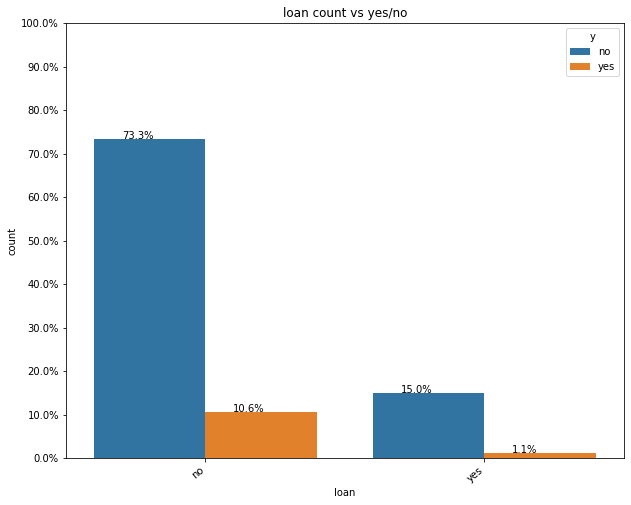 loan count vs yes/no
100.0%
90.0%
80.0%
70.0%
60.0%
50.0%
40.0%
30.0%
20.0%
10.0%
0.0%
count
y
no
yes
73.3%
10.6%
15.0%
1.1%
no
yes
loan